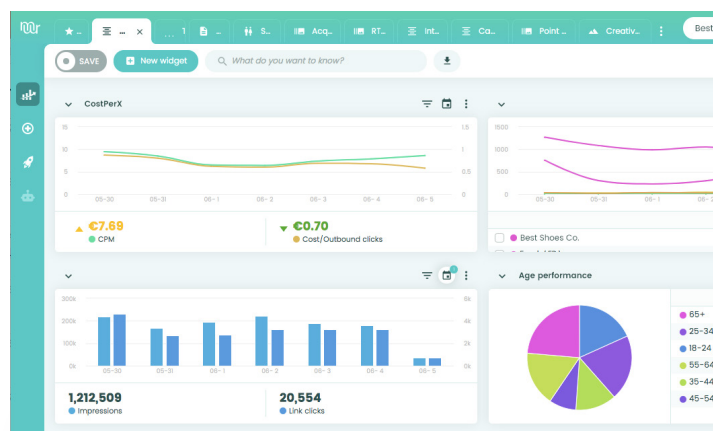 ... 1 S... Acq... RT... Int... Ca... Point ... Creativ... Best
SAVE New widget What do you want to know?
CostPerX
15 1.5 1500
10 1 1000
5 0.5 500
0 0 0
05-30 05-31 06-1 06-2 06-3 06-4 06-5 05-30 05-31 06-1 06-2
€7.69 €0.70
CPM Cost/Outbound clicks
Best Shoes Co.
Age performance
300k 6k
200k 4k
100k 2k
0k 0k
05-30 05-31 06-1 06-2 06-3 06-4 06-5
65+
25-34
18-24
55-64
35-44
45-54
1,212,509 20,554
Impressions Link clicks